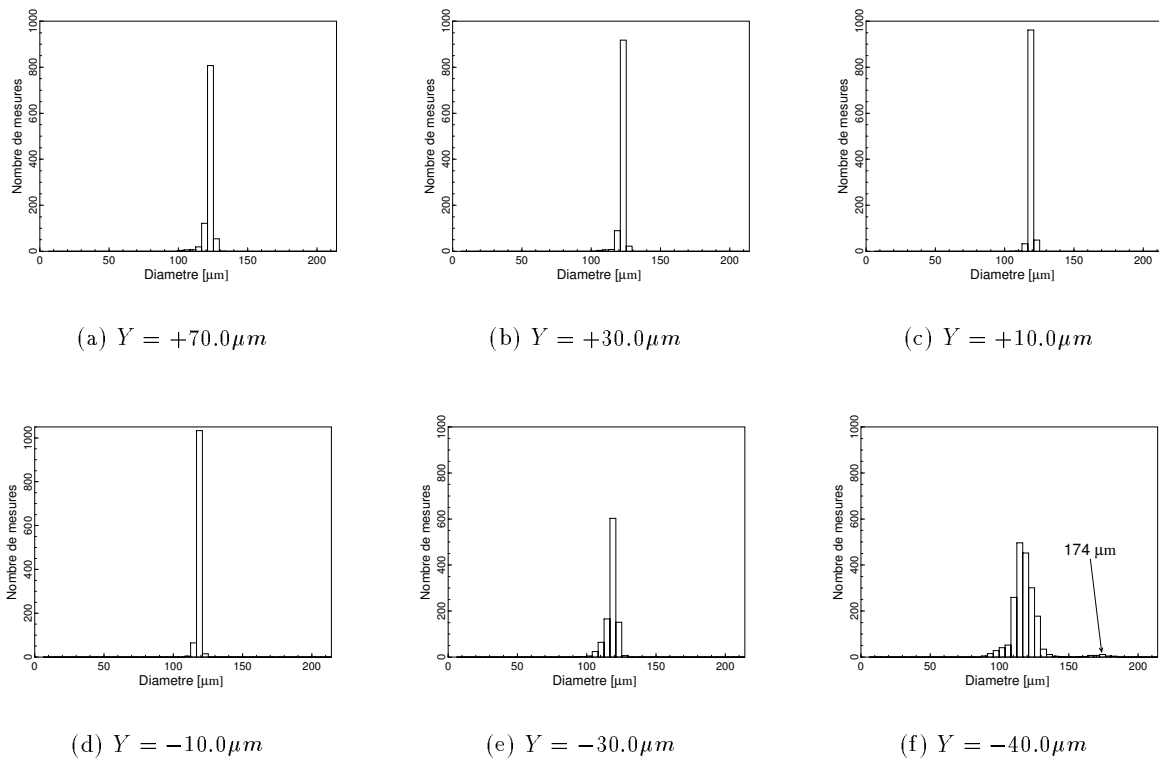 Nombre de mesures
0 200 400 600 800 1000
0 50 100 150 200
Diametre [µm]
(a) Y = +70.0µm
Nombre de mesures
0 200 400 600 800 1000
0 50 100 150 200
Diametre [µm]
(b) Y = +30.0µm
Nombre de mesures
0 200 400 600 800 1000
0 50 100 150 200
Diametre [µm]
(c) Y = +10.0µm
Nombre de mesures
0 200 400 600 800 1000
0 50 100 150 200
Diametre [µm]
(d) Y = −10.0µm
Nombre de mesures
0 200 400 600 800 1000
0 50 100 150 200
Diametre [µm]
(e) Y = −30.0µm
Nombre de mesures
0 200 400 600 800 1000
174 µm
0 50 100 150 200
Diametre [µm]
(f) Y = −40.0µm